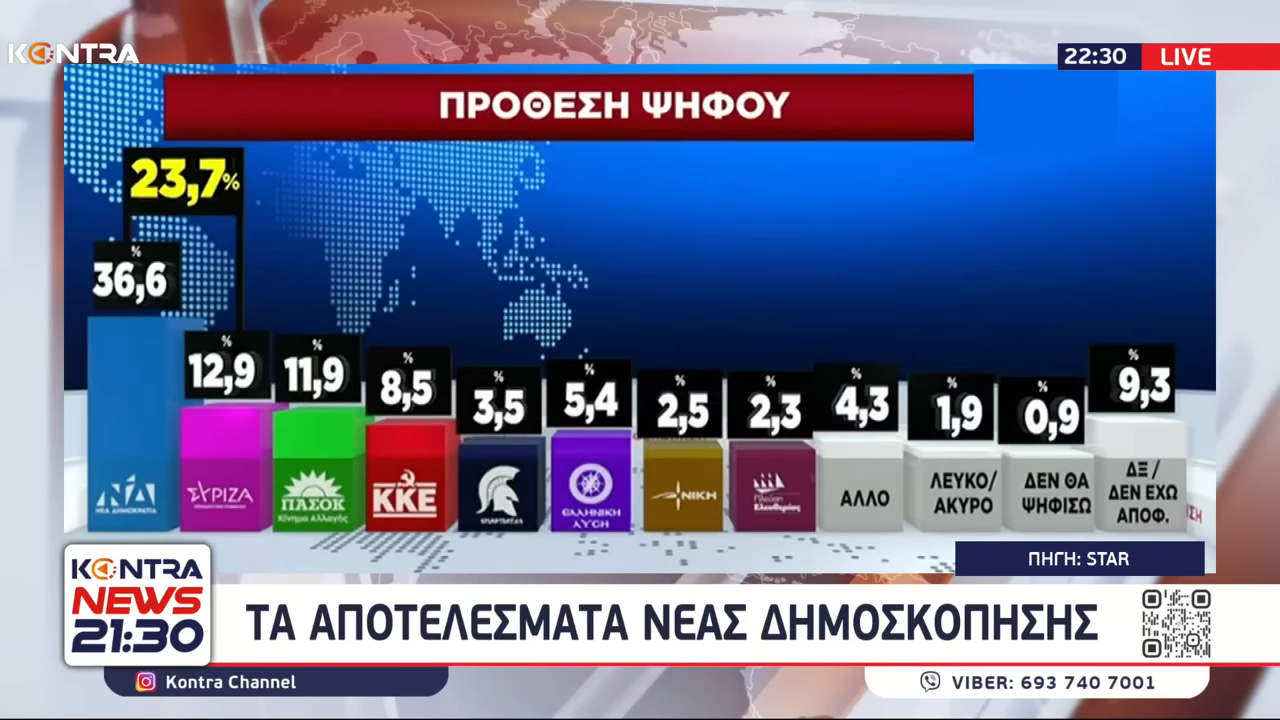 KONTRA
22:30 LIVE
ΠΡΟΘΕΣΗ ΨΗΦΟΥ
23,7%
%
36,6
%
12,9
%
11,9
%
8,5
%
3,5
%
5,4
%
2,5
%
2,3
%
4,3
%
1,9
%
0,9
%
9,3
ΝΔ
ΝΕΑ ΔΗΜΟΚΡΑΤΙΑ
ΣΥΡΙΖΑ
ΠΑΣΟΚ
Κίνημα Αλλαγής
ΚΚΕ
ΣΠΑΡΤΙΑΤΕΣ
ΕΛΛΗΝΙΚΗ
ΛΥΣΗ
ΝΙΚΗ
Πλεύση
Ελευθερίας
ΑΛΛΟ
ΛΕΥΚΟ/
ΑΚΥΡΟ
ΔΕΝ ΘΑ
ΨΗΦΙΣΩ
ΔΞ /
ΔΕΝ ΕΧΩ
ΑΠΟΦ.
ΠΗΓΗ: STAR
KONTRA
NEWS
21:30
ΤΑ ΑΠΟΤΕΛΕΣΜΑΤΑ ΝΕΑΣ ΔΗΜΟΣΚΟΠΗΣΗΣ
Kontra Channel
VIBER: 693 740 7001